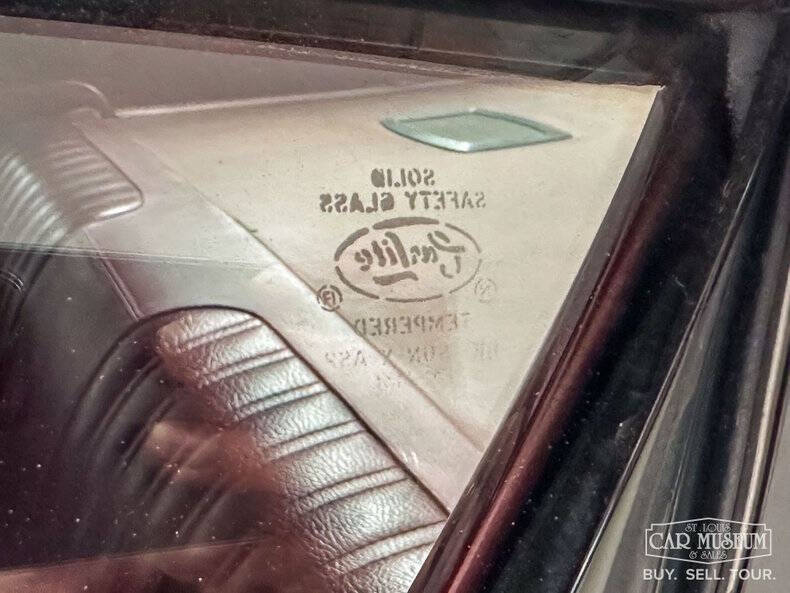 SOLID
SAFETY GLASS
Carlite
R
TEMPERED
ST. LOUIS
CAR MUSEUM
& SALES
BUY. SELL. TOUR.